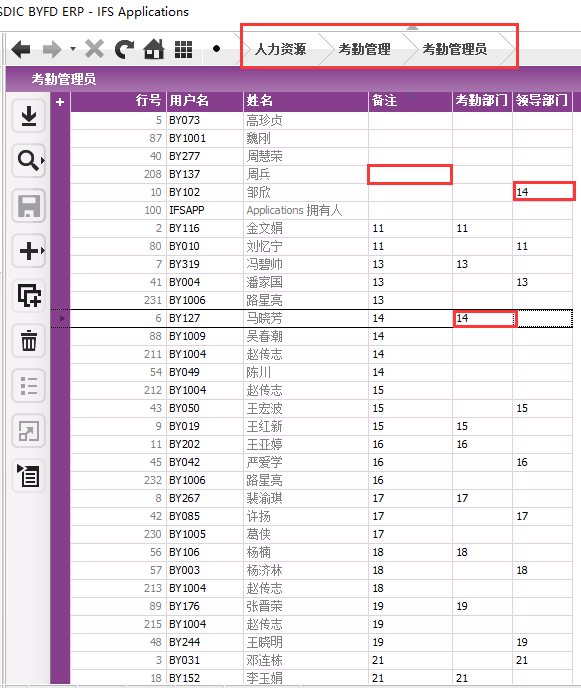 SDIC BYFD ERP - IFS Applications
人力资源 考勤管理 考勤管理员
考勤管理员
行号 用户名 姓名 备注 考勤部门 领导部门
5 BY073 高珍贞
87 BY1001 魏刚
40 BY277 周慧荣
208 BY137 周兵
10 BY102 邹欣 14
100 IFSAPP Applications 拥有人
2 BY116 金文娟 11 11
80 BY010 刘忆宁 11 11
7 BY319 冯碧帅 13 13
41 BY004 潘家国 13 13
231 BY1006 路星亮 13
6 BY127 马晓芳 14 14
88 BY1009 吴春潮 14
211 BY1004 赵传志 14
54 BY049 陈川 14
212 BY1004 赵传志 15
43 BY050 王宏波 15 15
9 BY019 王红新 15 15
11 BY202 王亚婷 16 16
45 BY042 严爱学 16 16
232 BY1006 路星亮 16
8 BY267 裴渝琪 17 17
42 BY085 许扬 17 17
230 BY1005 葛侠 17
56 BY106 杨楠 18 18
57 BY003 杨济林 18 18
213 BY1004 赵传志 18
89 BY176 张晋荣 19 19
215 BY1004 赵传志 19
48 BY244 王晓明 19 19
3 BY031 邓连栋 21 21
18 BY152 李玉娟 21 21